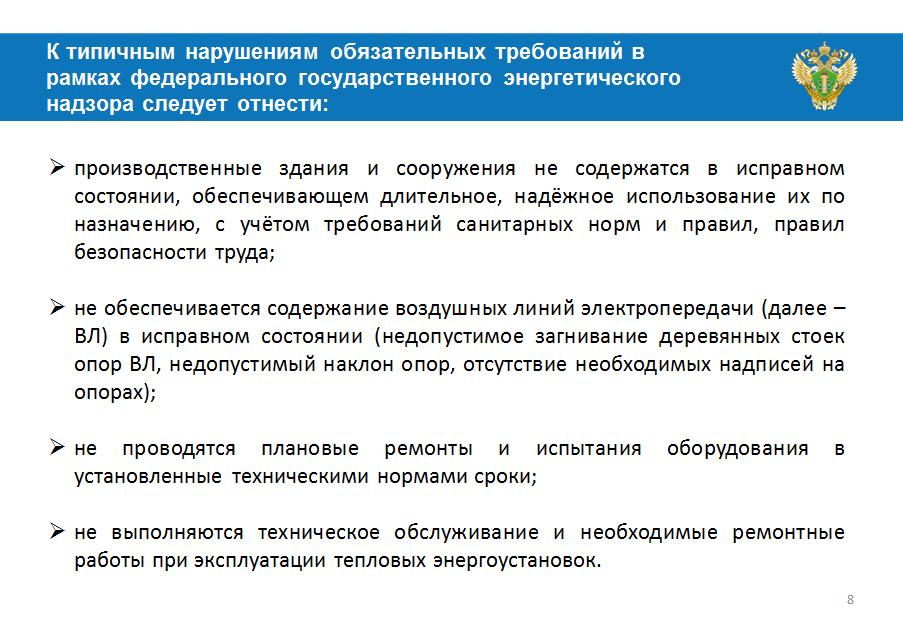 К типичным нарушениям обязательных требований в
рамках федерального государственного энергетического
надзора следует отнести:
производственные здания и сооружения не содержатся в исправном
состоянии, обеспечивающем длительное, надёжное использование их по
назначению, с учётом требований санитарных норм и правил, правил
безопасности труда;
не обеспечивается содержание воздушных линий электропередачи (далее –
ВЛ) в исправном состоянии (недопустимое загнивание деревянных стоек
опор ВЛ, недопустимый наклон опор, отсутствие необходимых надписей на
опорах);
не проводятся плановые ремонты и испытания оборудования в
установленные техническими нормами сроки;
не выполняются техническое обслуживание и необходимые ремонтные
работы при эксплуатации тепловых энергоустановок.
8